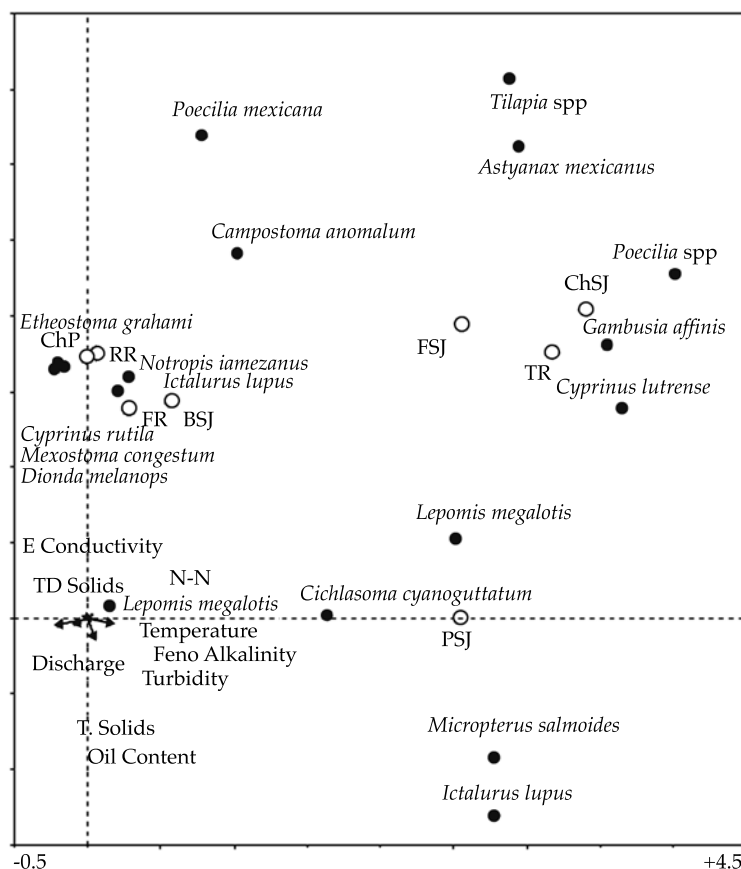 Tilapia spp
Poecilia mexicana
Astyanax mexicanus
Campostoma anomalum
Poecilia spp
ChSJ
Etheostoma grahami
Gambusia affinis
ChP
RR
FSJ
Notropis iamezanus
TR
Ictalurus lupus
Cyprinus lutrense
FR
BSJ
Cyprinus rutila
Mexostoma congestum
Dionda melanops
Lepomis megalotis
E Conductivity
N-N
TD Solids
Cichlasoma cyanoguttatum
Lepomis megalotis
Temperature
PSJ
Feno Alkalinity
Discharge
Turbidity
T. Solids
Micropterus salmoides
Oil Content
Ictalurus lupus
-0.5
+4.5